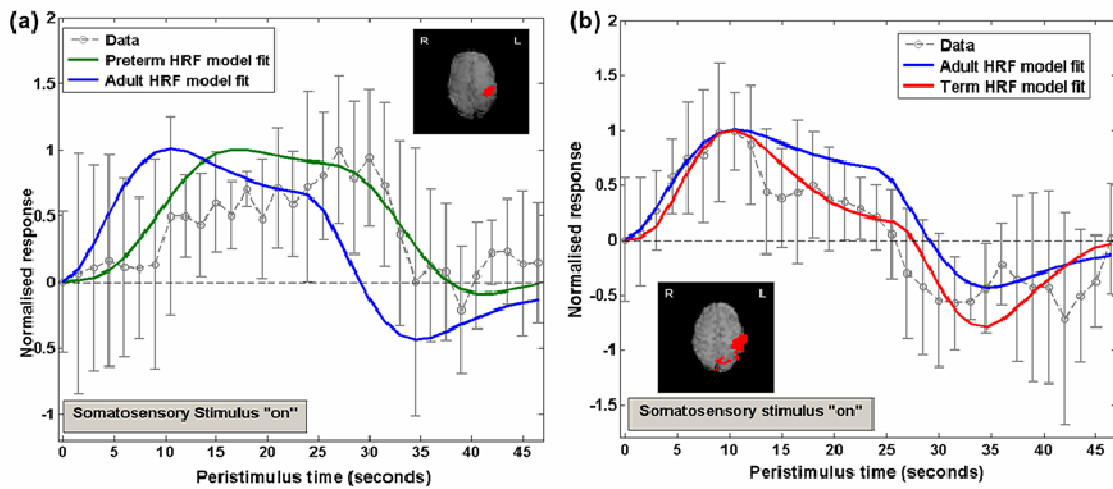 (a)
2
1.5
1
0.5
0
-0.5
-1
Normalised response
Data
Preterm HRF model fit
Adult HRF model fit
R L
Somatosensory Stimulus "on"
0 5 10 15 20 25 30 35 40 45
Peristimulus time (seconds)
(b)
2
1.5
1
0.5
0
-0.5
-1
-1.5
Normalised response
Data
Adult HRF model fit
Term HRF model fit
R L
Somatosensory stimulus "on"
0 5 10 15 20 25 30 35 40 45
Peristimulus time (seconds)